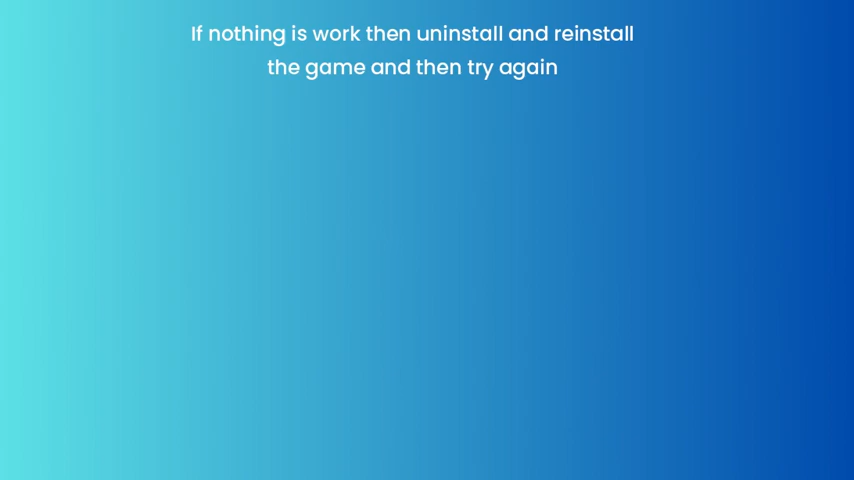 If nothing is work then uninstall and reinstall
the game and then try again